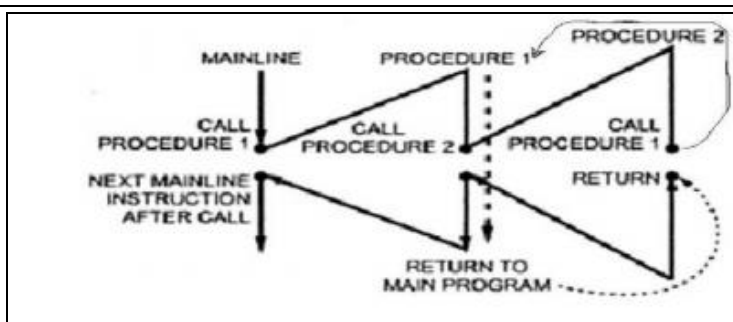 MAINLINE
PROCEDURE 1
PROCEDURE 2
CALL
PROCEDURE 1
CALL
PROCEDURE 2
CALL
PROCEDURE 1
NEXT MAINLINE
INSTRUCTION
AFTER CALL
RETURN
RETURN TO
MAIN PROGRAM